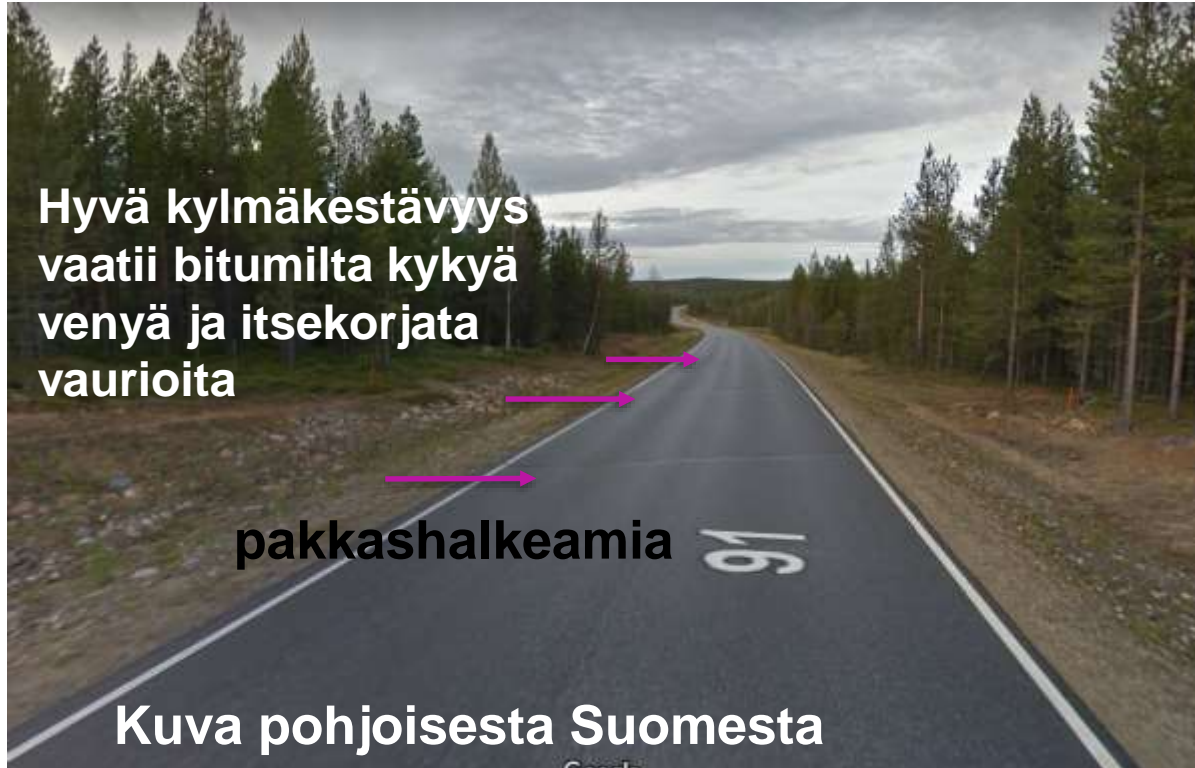 Hyvä kylmäkestävyys
vaatii bitumilta kykyä
venyä ja itsekorjata
vaurioita
pakkashalkeamia
91
Kuva pohjoisesta Suomesta